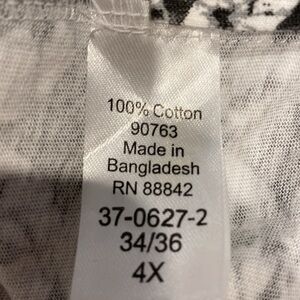 100% Cotton
90763
Made in
Bangladesh
RN 88842
37-0627-2
34/36
4X